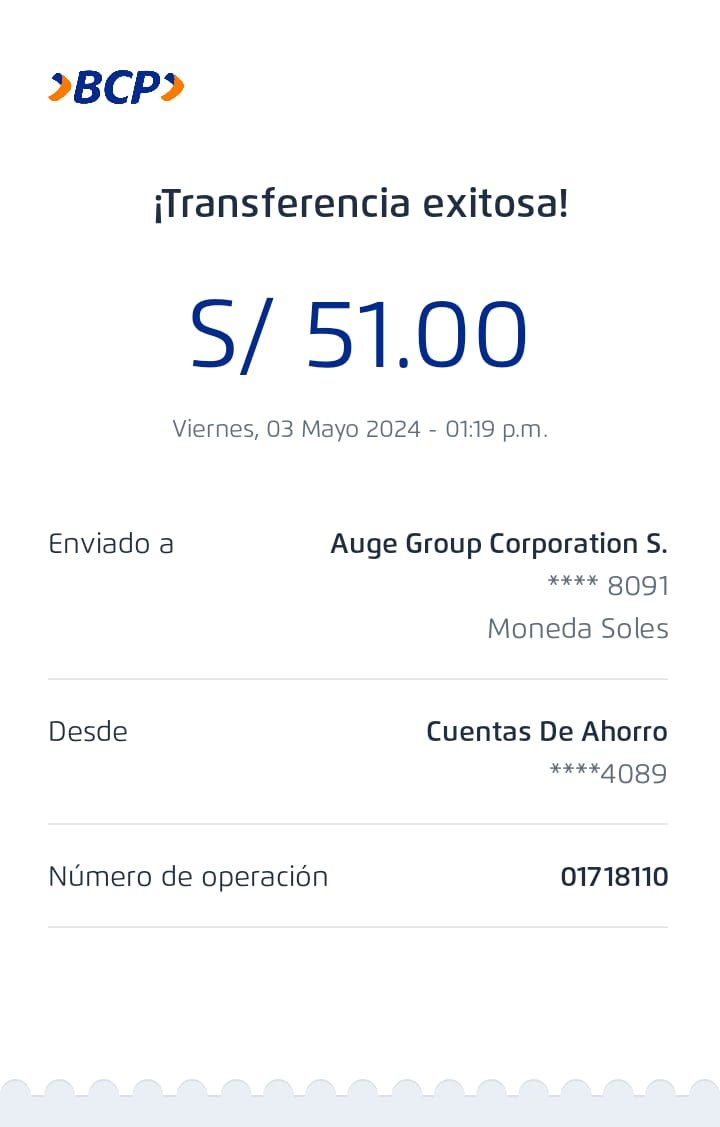 BCP
¡Transferencia exitosa!
S/ 51.00
Viernes, 03 Mayo 2024 - 01:19 p.m.
Enviado a Auge Group Corporation S.
**** 8091
Moneda Soles
Desde Cuentas De Ahorro
****4089
Número de operación 01718110